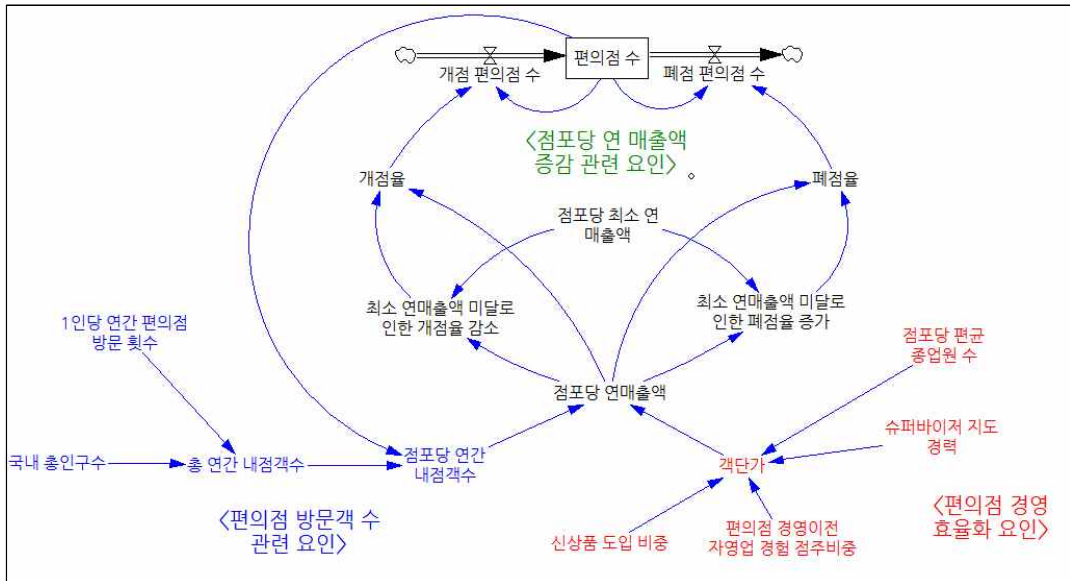 편의점 수
개점 편의점 수
폐점 편의점 수
<점포당 연 매출액
증감 관련 요인>
개점율
폐점율
점포당 최소 연
매출액
최소 연매출액 미달로
인한 개점율 감소
최소 연매출액 미달로
인한 폐점율 증가
1인당 연간 편의점
방문 횟수
점포당 편균
종업원 수
점포당 연매출액
슈퍼바이저 지도
경력
국내 총인구수
총 연간 내점객수
점포당 연간
내점객수
객단가
<편의점 방문객 수
관련 요인>
신상품 도입 비중
편의점 경영이전
자영업 경험 점주비중
<편의점 경영
효율화 요인>